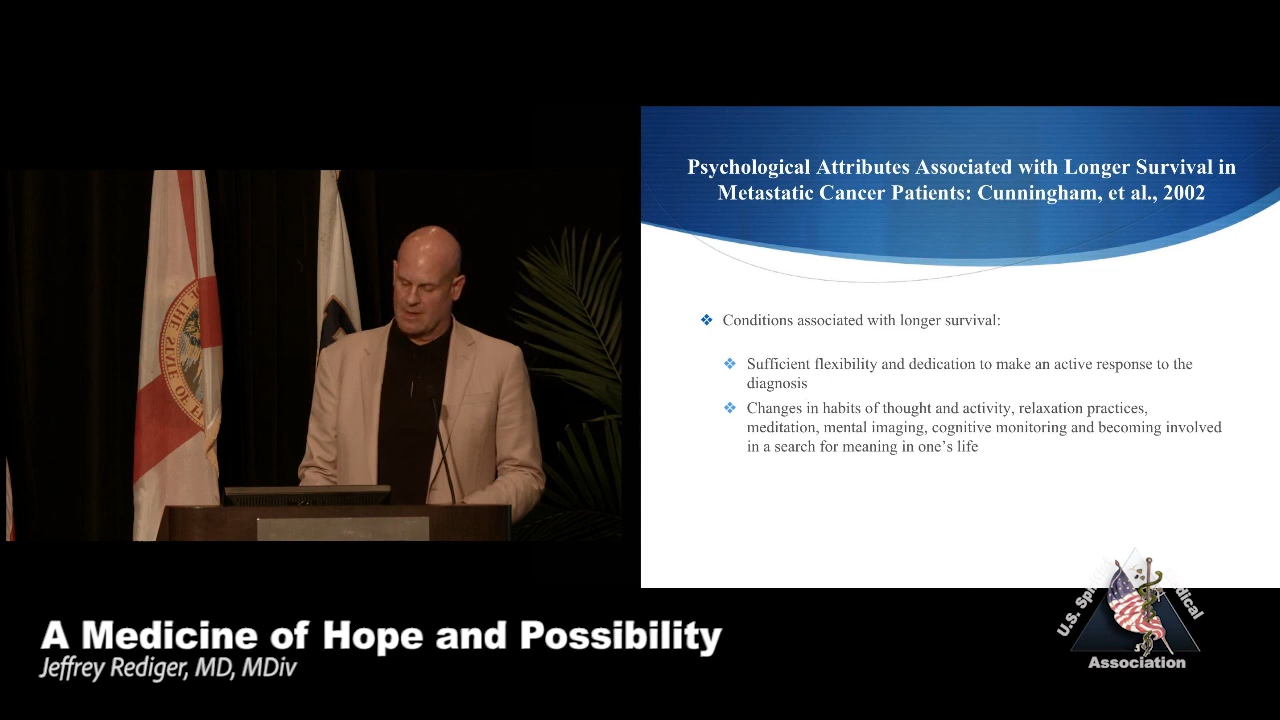 Psychological Attributes Associated with Longer Survival in
Metastatic Cancer Patients: Cunningham, et al., 2002
Conditions associated with longer survival:
Sufficient flexibility and dedication to make an active response to the
diagnosis
Changes in habits of thought and activity, relaxation practices,
meditation, mental imaging, cognitive monitoring and becoming involved
in a search for meaning in one's life
A Medicine of Hope and Possibility
Jeffrey Rediger, MD, MDiv
U.S.
Association
THE STATE OF